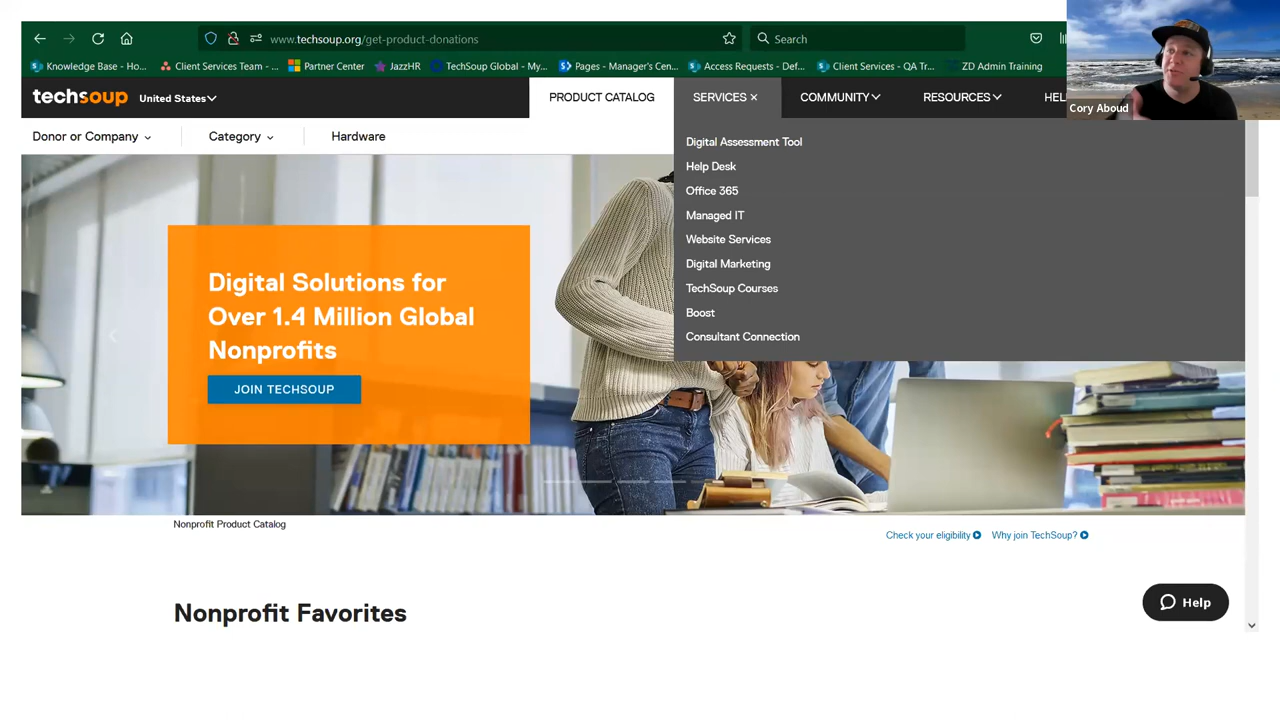 www.techsoup.org/get-product-donations
Search
Knowledge Base - Ho...
Client Services Team - ...
Partner Center
JazzHR
TechSoup Global - My...
Pages - Manager's Cen...
Access Requests - Def...
Client Services - QA Tr...
ZD Admin Training
techsoup
United States
PRODUCT CATALOG
SERVICES ×
COMMUNITY
RESOURCES
HEL
Cory Aboud
Donor or Company
Category
Hardware
Digital Assessment Tool
Help Desk
Office 365
Managed IT
Website Services
Digital Marketing
TechSoup Courses
Boost
Consultant Connection
Digital Solutions for
Over 1.4 Million Global
Nonprofits
JOIN TECHSOUP
Nonprofit Product Catalog
Check your eligibility
Why join TechSoup?
Nonprofit Favorites
Help